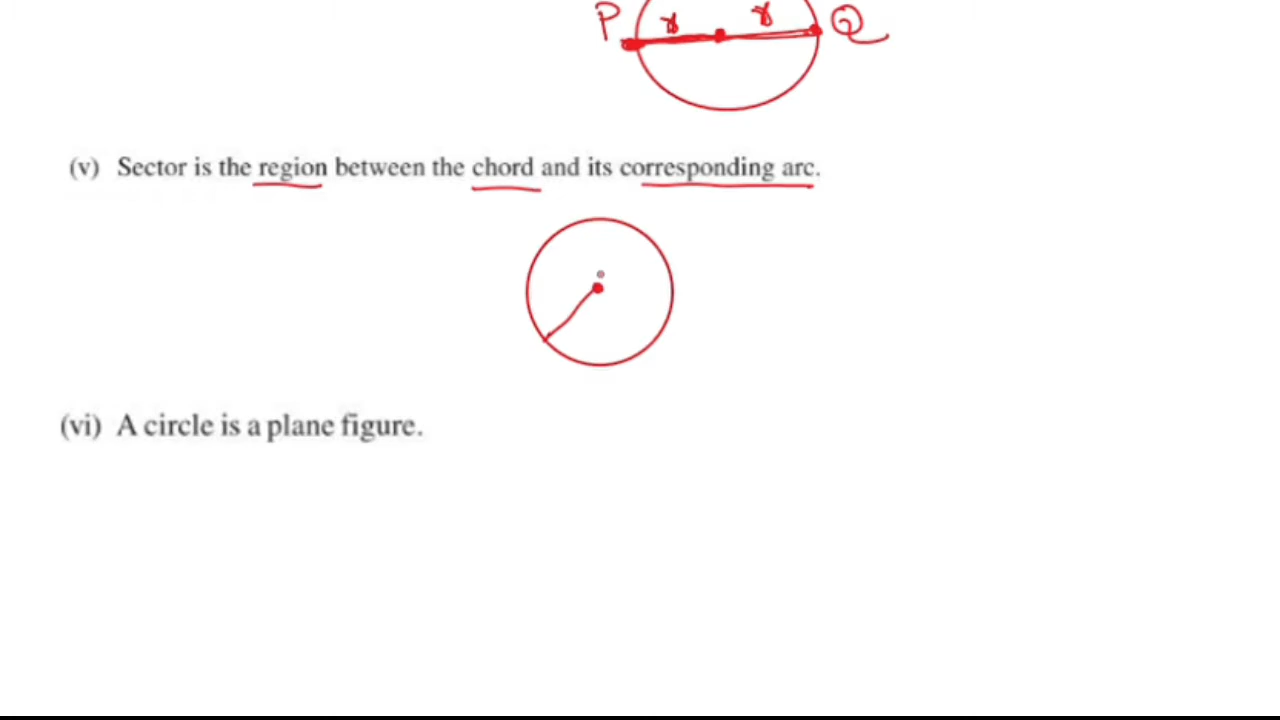 P r r Q
(v) Sector is the region between the chord and its corresponding arc.
(vi) A circle is a plane figure.